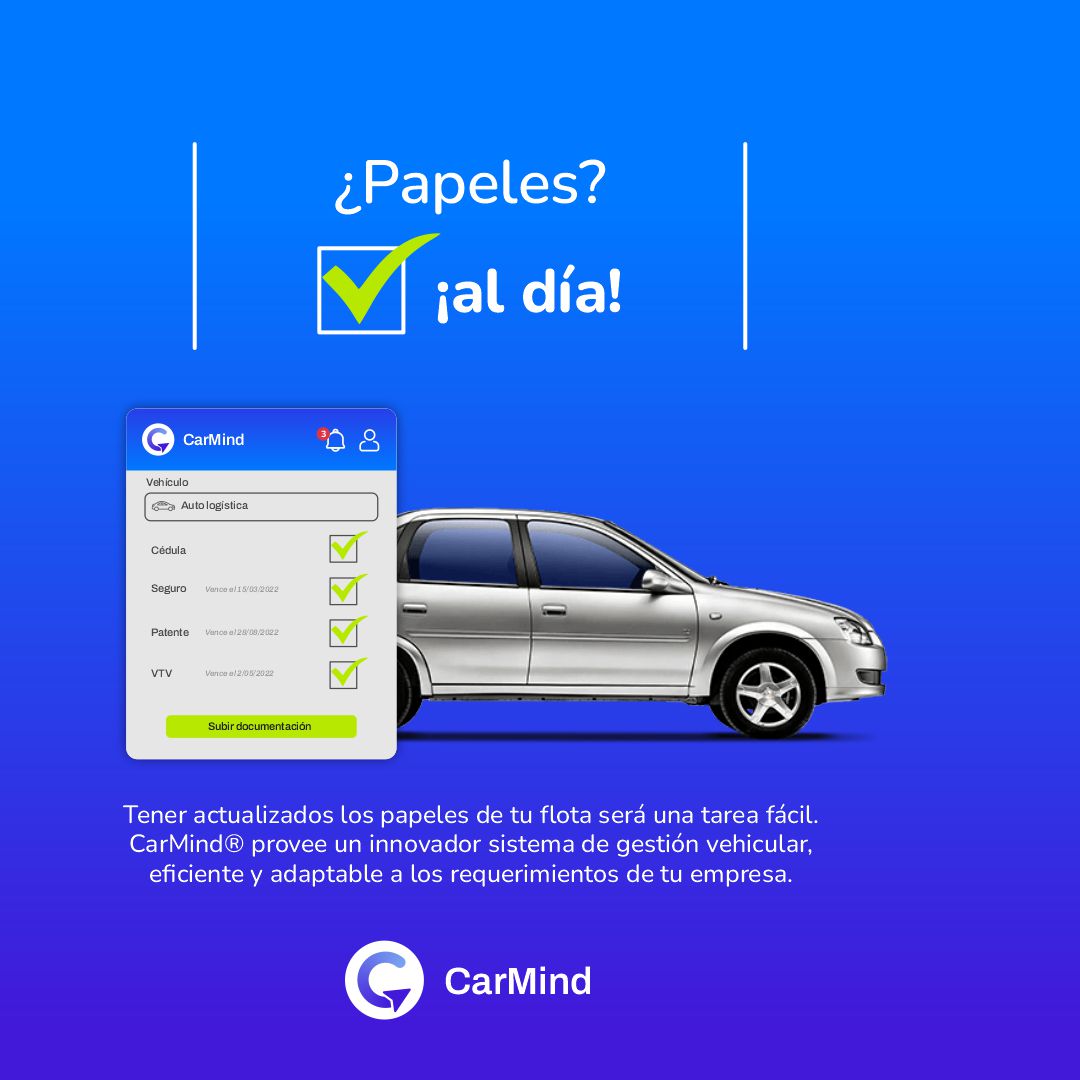 ¿Papeles?
¡al día!
CarMind
3
Vehículo
Auto logística
Cédula
Seguro Vence el 15/03/2022
Patente Vence el 28/08/2022
VTV Vence el 2/05/2022
Subir documentación
Tener actualizados los papeles de tu flota será una tarea fácil.
CarMind® provee un innovador sistema de gestión vehicular,
eficiente y adaptable a los requerimientos de tu empresa.
CarMind